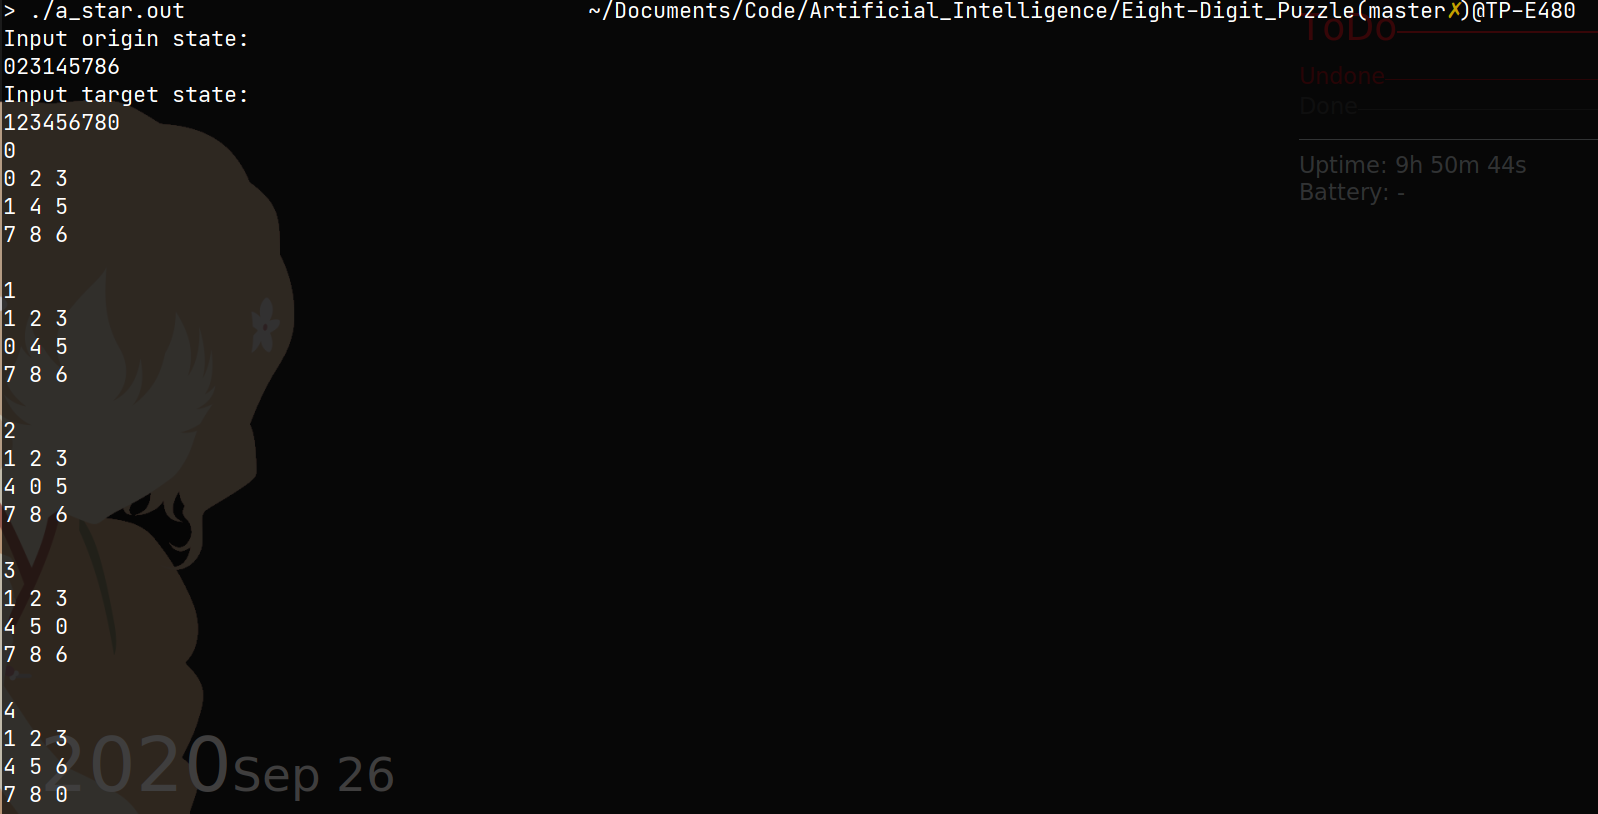 > ./a_star.out ~/Documents/Code/Artificial_Intelligence/Eight-Digit_Puzzle(master✗)@TP-E480
Input origin state:
023145786
Input target state:
123456780
0
0 2 3
1 4 5
7 8 6
1
1 2 3
0 4 5
7 8 6
2
1 2 3
4 0 5
7 8 6
3
1 2 3
4 5 0
7 8 6
4
1 2 3
4 5 6
7 8 0
ToDo
Undone
Done
Uptime: 9h 50m 44s
Battery: -
2020Sep 26